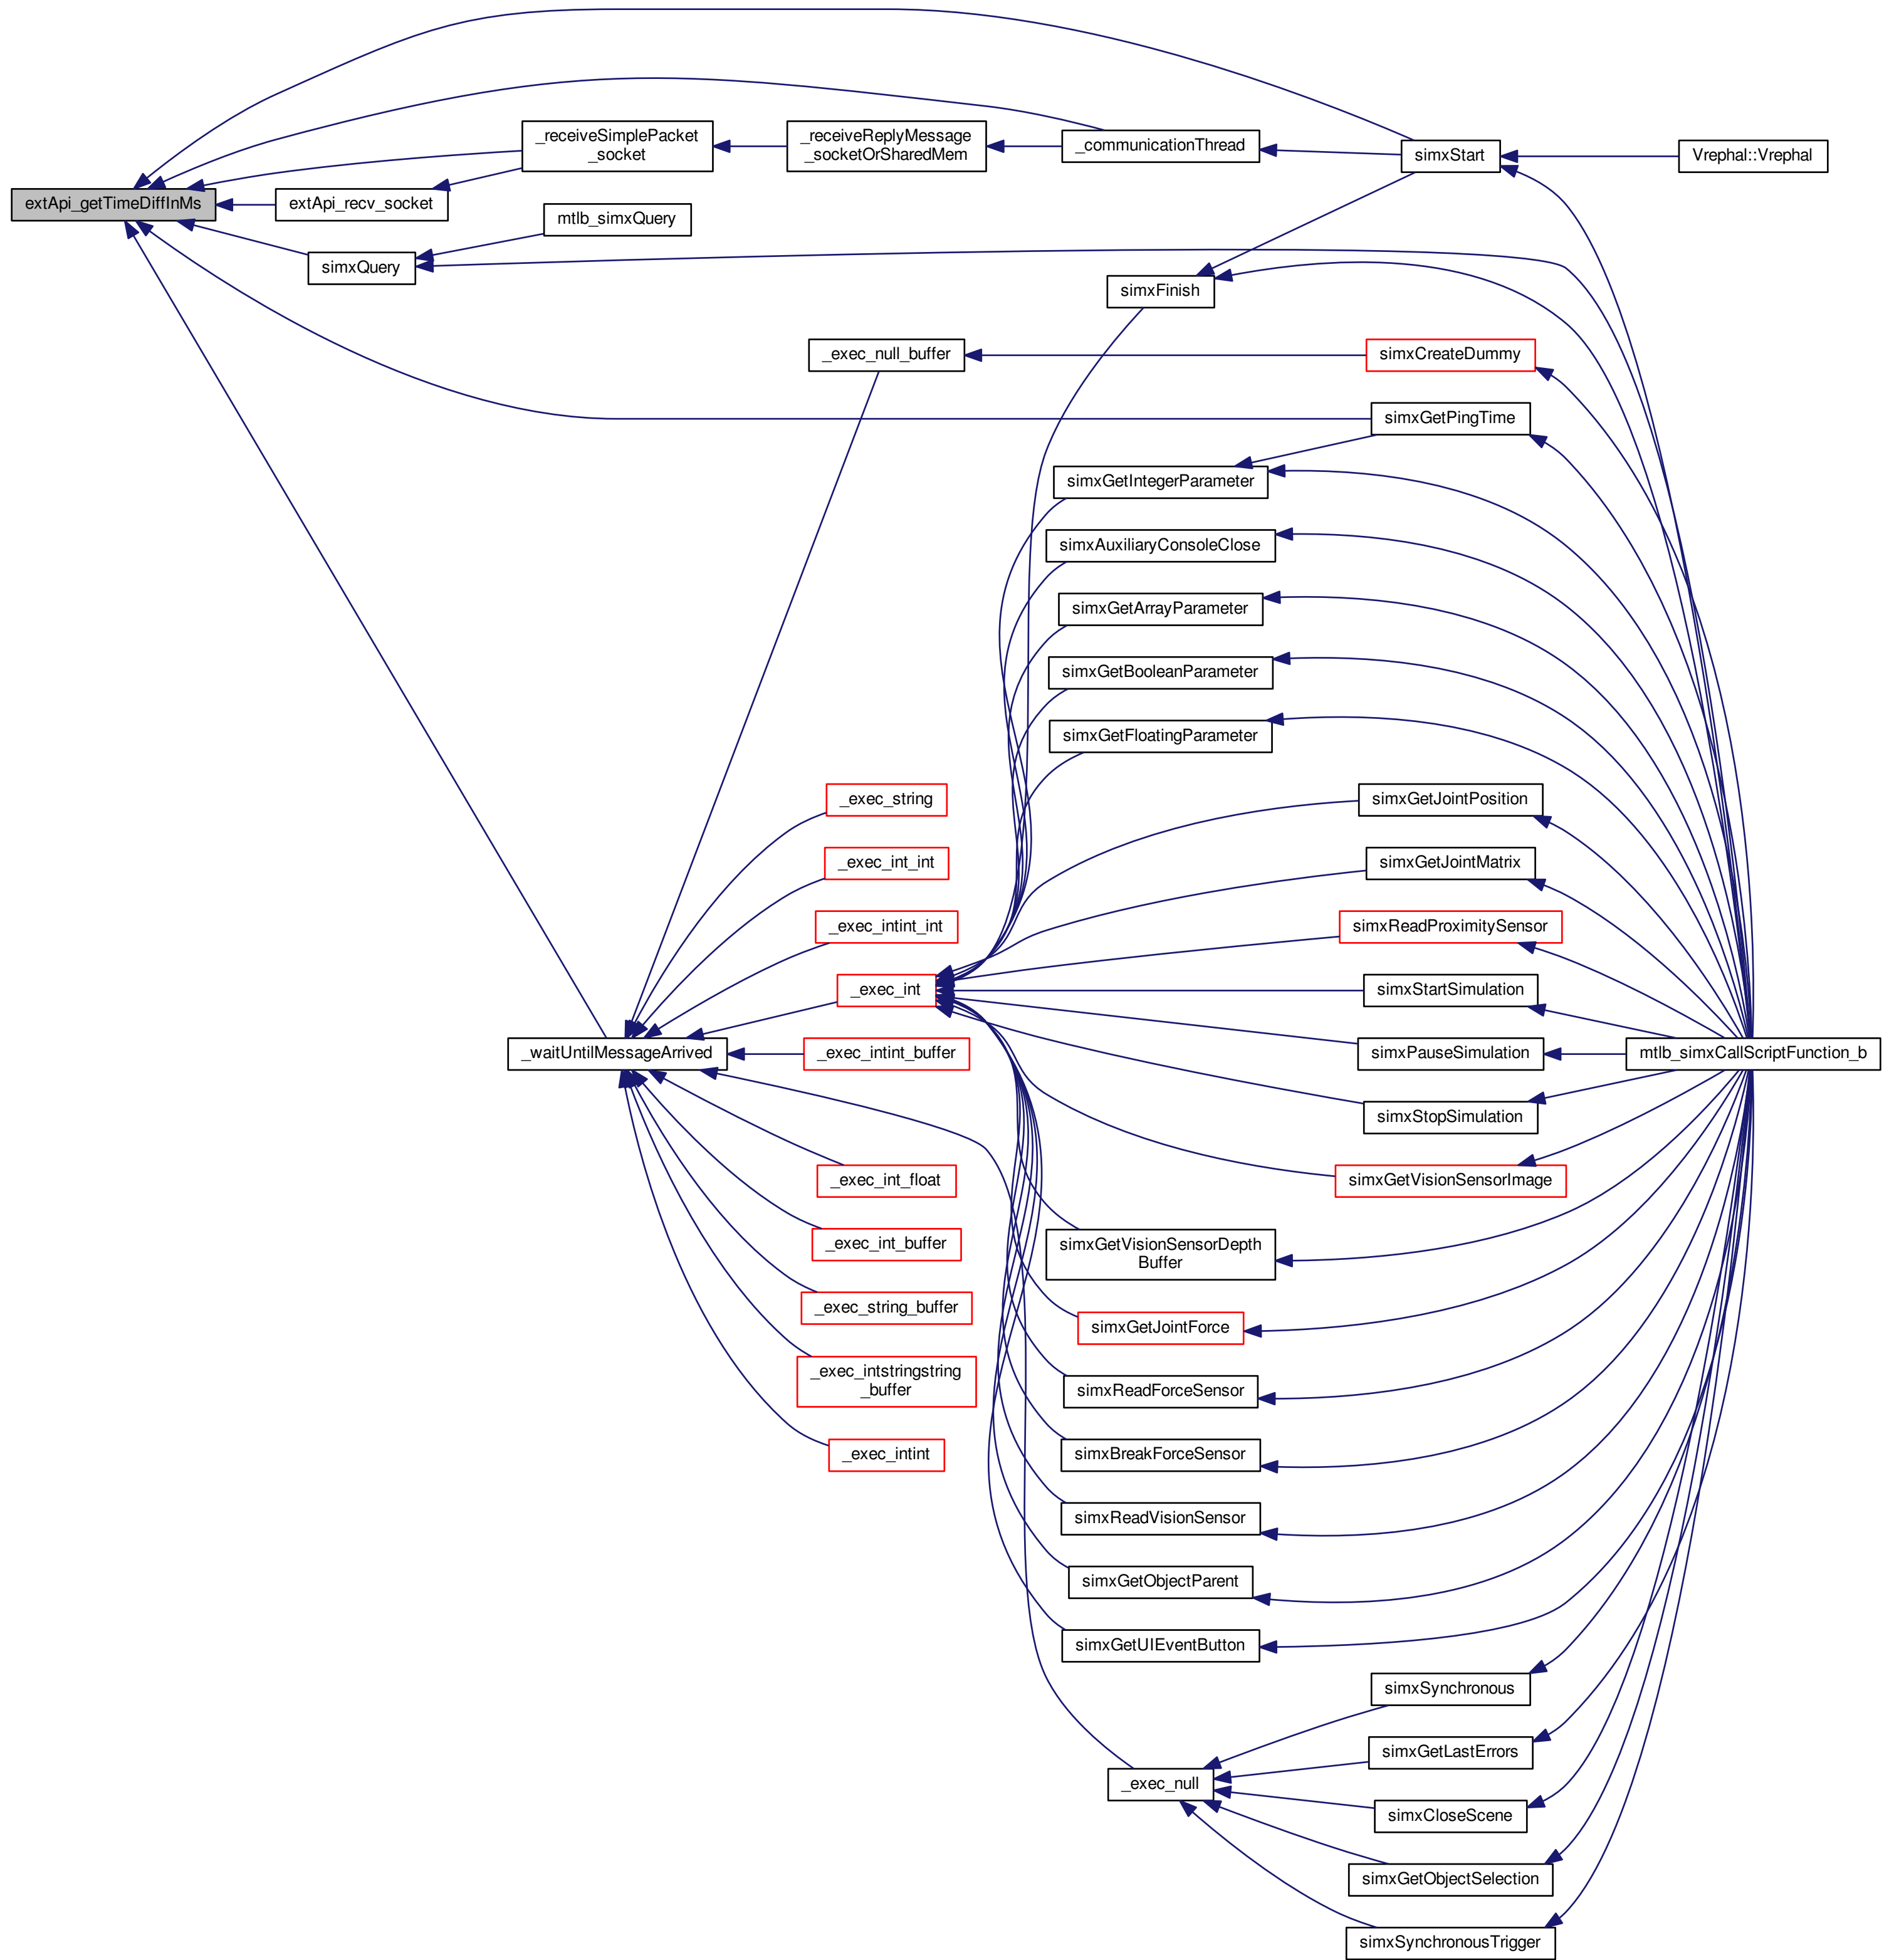 extApi_getTimeDiffInMs
_receiveSimplePacket
_socket
_receiveReplyMessage
_socketOrSharedMem
_communicationThread
simxStart
Vrephal::Vrephal
extApi_recv_socket
mtlb_simxQuery
simxQuery
simxFinish
_exec_null_buffer
simxCreateDummy
simxGetPingTime
simxGetIntegerParameter
simxAuxiliaryConsoleClose
simxGetArrayParameter
simxGetBooleanParameter
simxGetFloatingParameter
_exec_string
simxGetJointPosition
_exec_int_int
simxGetJointMatrix
_exec_intint_int
simxReadProximitySensor
_exec_int
simxStartSimulation
_waitUntilMessageArrived
_exec_intint_buffer
simxPauseSimulation
mtlb_simxCallScriptFunction_b
simxStopSimulation
_exec_int_float
simxGetVisionSensorImage
_exec_int_buffer
simxGetVisionSensorDepth
Buffer
_exec_string_buffer
simxGetJointForce
_exec_intstringstring
_buffer
simxReadForceSensor
_exec_intint
simxBreakForceSensor
simxReadVisionSensor
simxGetObjectParent
simxGetUIEventButton
simxSynchronous
simxGetLastErrors
_exec_null
simxCloseScene
simxGetObjectSelection
simxSynchronousTrigger